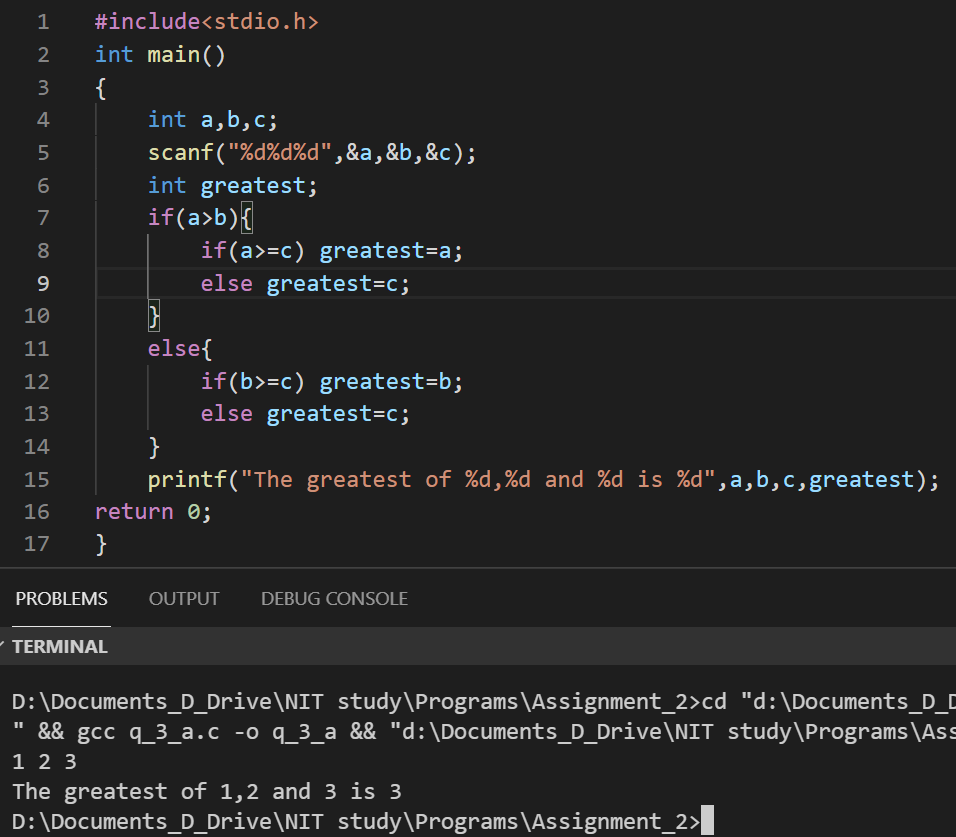 1 #include<stdio.h>
2 int main()
3 {
4 int a,b,c;
5 scanf("%d%d%d",&a,&b,&c);
6 int greatest;
7 if(a>b){
8 if(a>=c) greatest=a;
9 else greatest=c;
10 }
11 else{
12 if(b>=c) greatest=b;
13 else greatest=c;
14 }
15 printf("The greatest of %d,%d and %d is %d",a,b,c,greatest);
16 return 0;
17 }
PROBLEMS OUTPUT DEBUG CONSOLE
TERMINAL
D:\Documents_D_Drive\NIT study\Programs\Assignment_2>cd "d:\Documents_D_D
" && gcc q_3_a.c -o q_3_a && "d:\Documents_D_Drive\NIT study\Programs\Ass
1 2 3
The greatest of 1,2 and 3 is 3
D:\Documents_D_Drive\NIT study\Programs\Assignment_2>